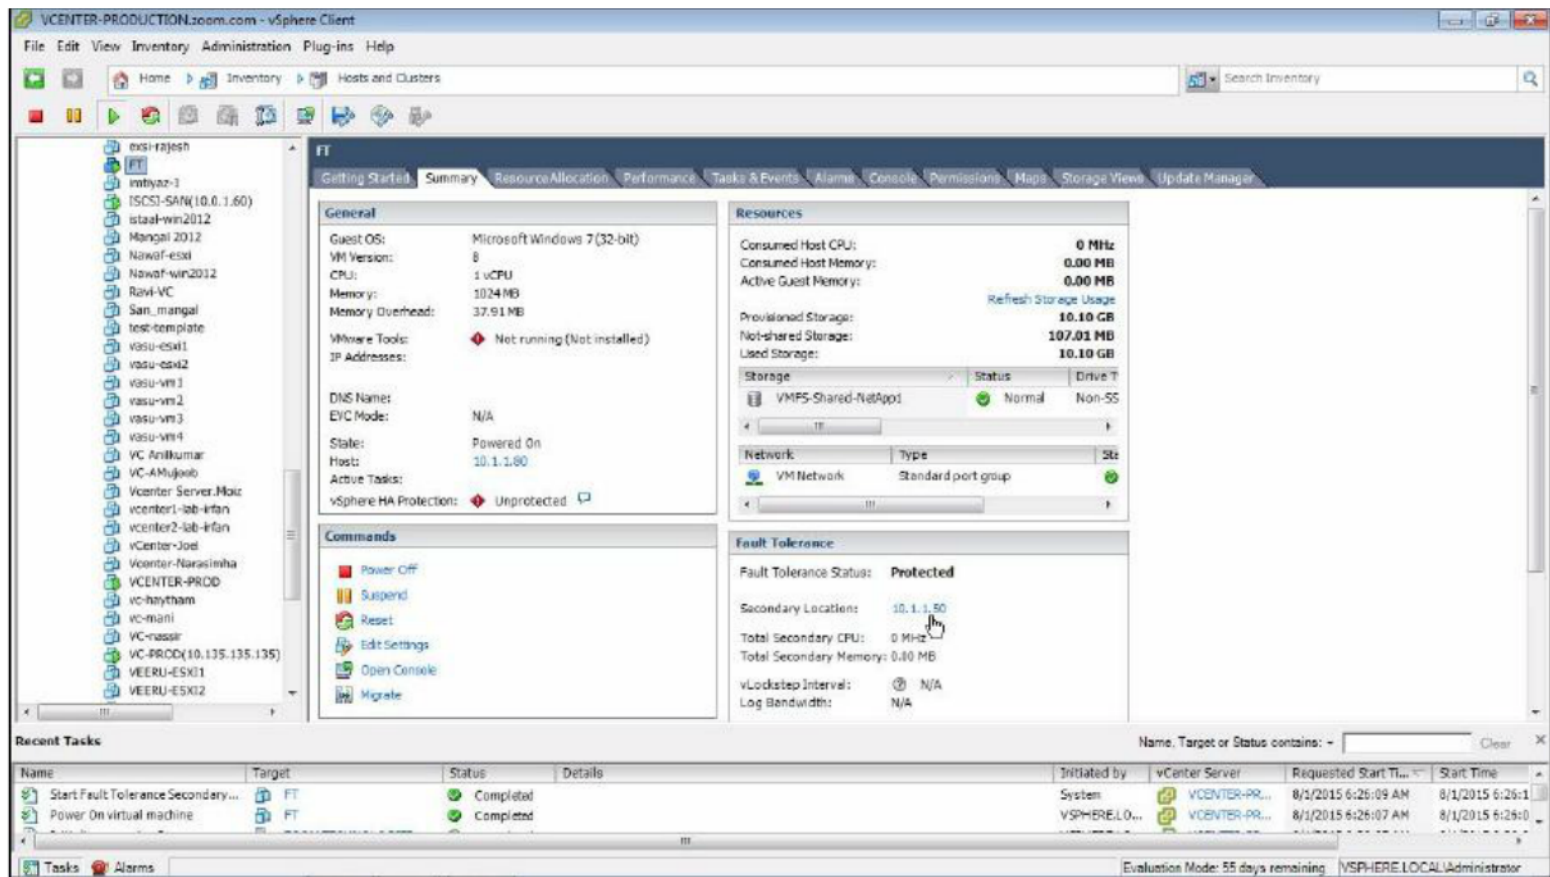 VCENTER-PRODUCTION.zoom.com - vSphere Client
File Edit View Inventory Administration Plug-ins Help
Home Inventory Hosts and Clusters
Search Inventory
exsi-rajesh
FT
imtiyaz-1
ISCSI-SAN(10.0.1.60)
istaal-win2012
Mangal 2012
Nawaf-esxi
Nawaf-win2012
Ravi-VC
San_mangal
test-template
vasu-esxi1
vasu-esxi2
vasu-vm1
vasu-vm2
vasu-vm3
vasu-vm4
VC Anilkumar
VC-AMujeeb
Vcenter Server.Moiz
vcenter1-lab-irfan
vcenter2-lab-irfan
vCenter-Joel
Vcenter-Narasimha
VCENTER-PROD
vc-haytham
vc-mani
VC-nassir
VC-PROD(10.135.135.135)
VEERU-ESXI1
VEERU-ESXI2
FT
Getting Started Summary Resource Allocation Performance Tasks & Events Alarms Console Permissions Maps Storage Views Update Manager
General
Guest OS: Microsoft Windows 7 (32-bit)
VM Version: 8
CPU: 1 vCPU
Memory: 1024 MB
Memory Overhead: 37.91 MB
VMware Tools: Not running (Not installed)
IP Addresses:
DNS Name:
EVC Mode: N/A
State: Powered On
Host: 10.1.1.80
Active Tasks:
vSphere HA Protection: Unprotected
Commands
Power Off
Suspend
Reset
Edit Settings
Open Console
Migrate
Resources
Consumed Host CPU: 0 MHz
Consumed Host Memory: 0.00 MB
Active Guest Memory: 0.00 MB
Refresh Storage Usage
Provisioned Storage: 10.10 GB
Not-shared Storage: 107.01 MB
Used Storage: 10.10 GB
Storage Status Drive T
VMFS-Shared-NetApp1 Normal Non-SS
Network Type Sta
VM Network Standard port group
Fault Tolerance
Fault Tolerance Status: Protected
Secondary Location: 10.1.1.50
Total Secondary CPU: 0 MHz
Total Secondary Memory: 0.00 MB
vLockstep Interval: N/A
Log Bandwidth: N/A
Recent Tasks
Name, Target or Status contains: Clear
Name Target Status Details Initiated by vCenter Server Requested Start Ti... Start Time
Start Fault Tolerance Secondary... FT Completed System VCENTER-PR... 8/1/2015 6:26:09 AM 8/1/2015 6:26:1
Power On virtual machine FT Completed VSPHERE.LO... VCENTER-PR... 8/1/2015 6:26:07 AM 8/1/2015 6:26:0
Tasks Alarms
Evaluation Mode: 55 days remaining VSPHERE.LOCAL\Administrator